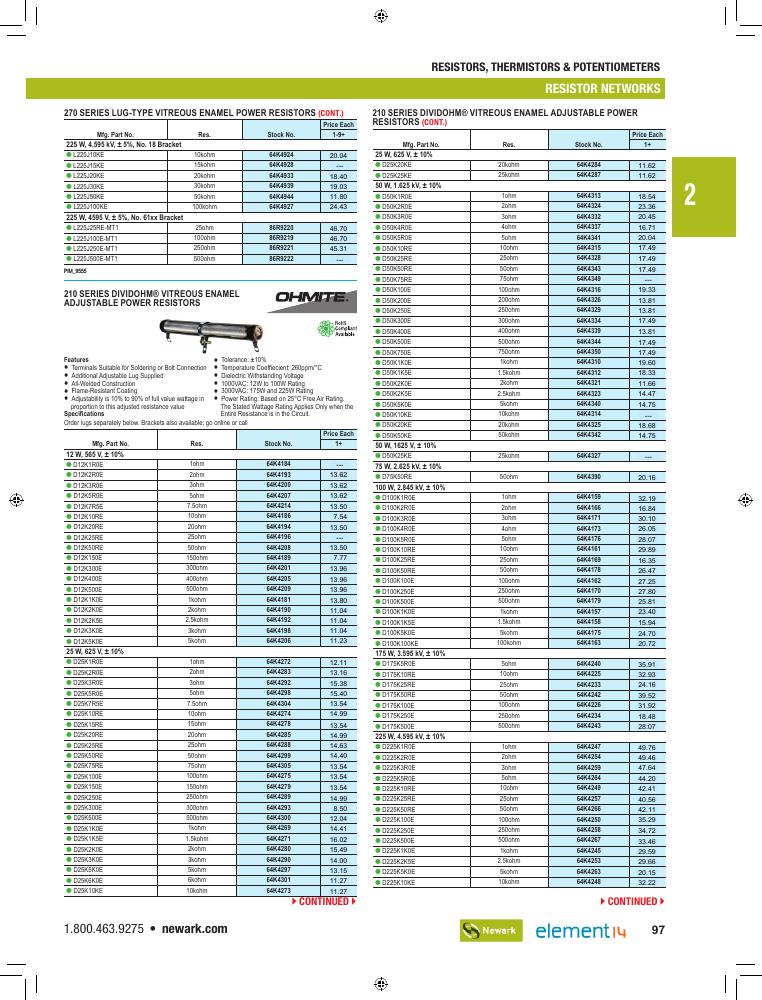 RESISTORS, THERMISTORS & POTENTIOMETERS
RESISTOR NETWORKS
270 SERIES LUG-TYPE VITREOUS ENAMEL POWER RESISTORS (CONT.)
Price Each
Mfg. Part No. Res. Stock No. 1-9+
225 W, 4.595 kV, ± 5%, No. 18 Bracket
L225J10KE 10kohm 64K4924 20.04
L225J15KE 15kohm 64K4928 ---
L225J20KE 20kohm 64K4933 18.40
L225J30KE 30kohm 64K4939 19.03
L225J50KE 50kohm 64K4944 11.80
L225J100KE 100kohm 64K4927 24.43
225 W, 4595 V, ± 5%, No. 61xx Bracket
L225J25RE-MT1 25ohm 86R9220 46.70
L225J100E-MT1 100ohm 86R9219 46.70
L225J250E-MT1 250ohm 86R9221 45.31
L225J500E-MT1 500ohm 86R9222 ---
PIM_9555
210 SERIES DIVIDOHM® VITREOUS ENAMEL
ADJUSTABLE POWER RESISTORS
OHMITE.
RoHS
Compliant
Available
Features
• Terminals Suitable for Soldering or Bolt Connection
• Additional Adjustable Lug Supplied
• All-Welded Construction
• Flame-Resistant Coating
• Adjustability is 10% to 90% of full value wattage in
proportion to this adjusted resistance value
• Tolerance: ±10%
• Temperature Coeffiecient: 260ppm/°C
• Dielectric Withstanding Voltage
• 1000VAC: 12W to 100W Rating
• 3000VAC: 175W and 225W Rating
• Power Rating: Based on 25°C Free Air Rating.
The Stated Wattage Rating Applies Only when the
Entire Resistance is in the Circuit.
Specifications
Order lugs separately below. Brackets also available; go online or call
Price Each
Mfg. Part No. Res. Stock No. 1+
12 W, 565 V, ± 10%
D12K1R0E 1ohm 64K4184 ---
D12K2R0E 2ohm 64K4193 13.62
D12K3R0E 3ohm 64K4200 13.62
D12K5R0E 5ohm 64K4207 13.62
D12K7R5E 7.5ohm 64K4214 13.50
D12K10RE 10ohm 64K4186 7.54
D12K20RE 20ohm 64K4194 13.50
D12K25RE 25ohm 64K4196 ---
D12K50RE 50ohm 64K4208 13.50
D12K150E 150ohm 64K4189 7.77
D12K300E 300ohm 64K4201 13.96
D12K400E 400ohm 64K4205 13.96
D12K500E 500ohm 64K4209 13.96
D12K1K0E 1kohm 64K4181 13.80
D12K2K0E 2kohm 64K4190 11.04
D12K2K5E 2.5kohm 64K4192 11.04
D12K3K0E 3kohm 64K4198 11.04
D12K5K0E 5kohm 64K4206 11.23
25 W, 625 V, ± 10%
D25K1R0E 1ohm 64K4272 12.11
D25K2R0E 2ohm 64K4283 13.16
D25K3R0E 3ohm 64K4292 15.38
D25K5R0E 5ohm 64K4298 15.40
D25K7R5E 7.5ohm 64K4304 13.54
D25K10RE 10ohm 64K4274 14.99
D25K15RE 15ohm 64K4278 13.54
D25K20RE 20ohm 64K4285 14.99
D25K25RE 25ohm 64K4288 14.63
D25K50RE 50ohm 64K4299 14.40
D25K75RE 75ohm 64K4305 13.54
D25K100E 100ohm 64K4275 13.54
D25K150E 150ohm 64K4279 13.54
D25K250E 250ohm 64K4289 14.99
D25K300E 300ohm 64K4293 8.50
D25K500E 500ohm 64K4300 12.04
D25K1K0E 1kohm 64K4269 14.41
D25K1K5E 1.5kohm 64K4271 16.02
D25K2K0E 2kohm 64K4280 15.49
D25K3K0E 3kohm 64K4290 14.00
D25K5K0E 5kohm 64K4297 13.15
D25K6K0E 6kohm 64K4301 11.27
D25K10KE 10kohm 64K4273 11.27
CONTINUED
210 SERIES DIVIDOHM® VITREOUS ENAMEL ADJUSTABLE POWER
RESISTORS (CONT.)
Price Each
Mfg. Part No. Res. Stock No. 1+
25 W, 625 V, ± 10%
D25K20KE 20kohm 64K4284 11.62
D25K25KE 25kohm 64K4287 11.62
50 W, 1.625 kV, ± 10%
D50K1R0E 1ohm 64K4313 18.54
D50K2R0E 2ohm 64K4324 23.36
D50K3R0E 3ohm 64K4332 20.45
D50K4R0E 4ohm 64K4337 16.71
D50K5R0E 5ohm 64K4341 20.04
D50K10RE 10ohm 64K4315 17.49
D50K25RE 25ohm 64K4328 17.49
D50K50RE 50ohm 64K4343 17.49
D50K75RE 75ohm 64K4349 ---
D50K100E 100ohm 64K4316 19.33
D50K200E 200ohm 64K4326 13.81
D50K250E 250ohm 64K4329 13.81
D50K300E 300ohm 64K4334 17.49
D50K400E 400ohm 64K4339 13.81
D50K500E 500ohm 64K4344 17.49
D50K750E 750ohm 64K4350 17.49
D50K1K0E 1kohm 64K4310 19.60
D50K1K5E 1.5kohm 64K4312 18.33
D50K2K0E 2kohm 64K4321 11.66
D50K2K5E 2.5kohm 64K4323 14.47
D50K5K0E 5kohm 64K4340 14.75
D50K10KE 10kohm 64K4314 ---
D50K20KE 20kohm 64K4325 18.68
D50K50KE 50kohm 64K4342 14.75
50 W, 1625 V, ± 10%
D50K25KE 25kohm 64K4327 ---
75 W, 2.625 kV, ± 10%
D75K50RE 50ohm 64K4390 20.16
100 W, 2.845 kV, ± 10%
D100K1R0E 1ohm 64K4159 32.19
D100K2R0E 2ohm 64K4166 16.84
D100K3R0E 3ohm 64K4171 30.10
D100K4R0E 4ohm 64K4173 26.05
D100K5R0E 5ohm 64K4176 28.07
D100K10RE 10ohm 64K4161 29.89
D100K25RE 25ohm 64K4169 16.35
D100K50RE 50ohm 64K4178 26.47
D100K100E 100ohm 64K4162 27.25
D100K250E 250ohm 64K4170 27.80
D100K500E 500ohm 64K4179 25.81
D100K1K0E 1kohm 64K4157 23.40
D100K1K5E 1.5kohm 64K4158 15.94
D100K5K0E 5kohm 64K4175 24.70
D100K100KE 100kohm 64K4163 20.72
175 W, 3.595 kV, ± 10%
D175K5R0E 5ohm 64K4240 35.91
D175K10RE 10ohm 64K4225 32.93
D175K25RE 25ohm 64K4233 24.16
D175K50RE 50ohm 64K4242 39.52
D175K100E 100ohm 64K4226 31.92
D175K250E 250ohm 64K4234 18.48
D175K500E 500ohm 64K4243 28.07
225 W, 4.595 kV, ± 10%
D225K1R0E 1ohm 64K4247 49.76
D225K2R0E 2ohm 64K4254 49.46
D225K3R0E 3ohm 64K4259 47.64
D225K5R0E 5ohm 64K4264 44.20
D225K10RE 10ohm 64K4249 42.41
D225K25RE 25ohm 64K4257 40.56
D225K50RE 50ohm 64K4266 42.11
D225K100E 100ohm 64K4250 35.29
D225K250E 250ohm 64K4258 34.72
D225K500E 500ohm 64K4267 33.46
D225K1K0E 1kohm 64K4245 29.59
D225K2K5E 2.5kohm 64K4253 29.66
D225K5K0E 5kohm 64K4263 20.15
D225K10KE 10kohm 64K4248 32.22
CONTINUED
2
1.800.463.9275 • newark.com
Newark
element14
97